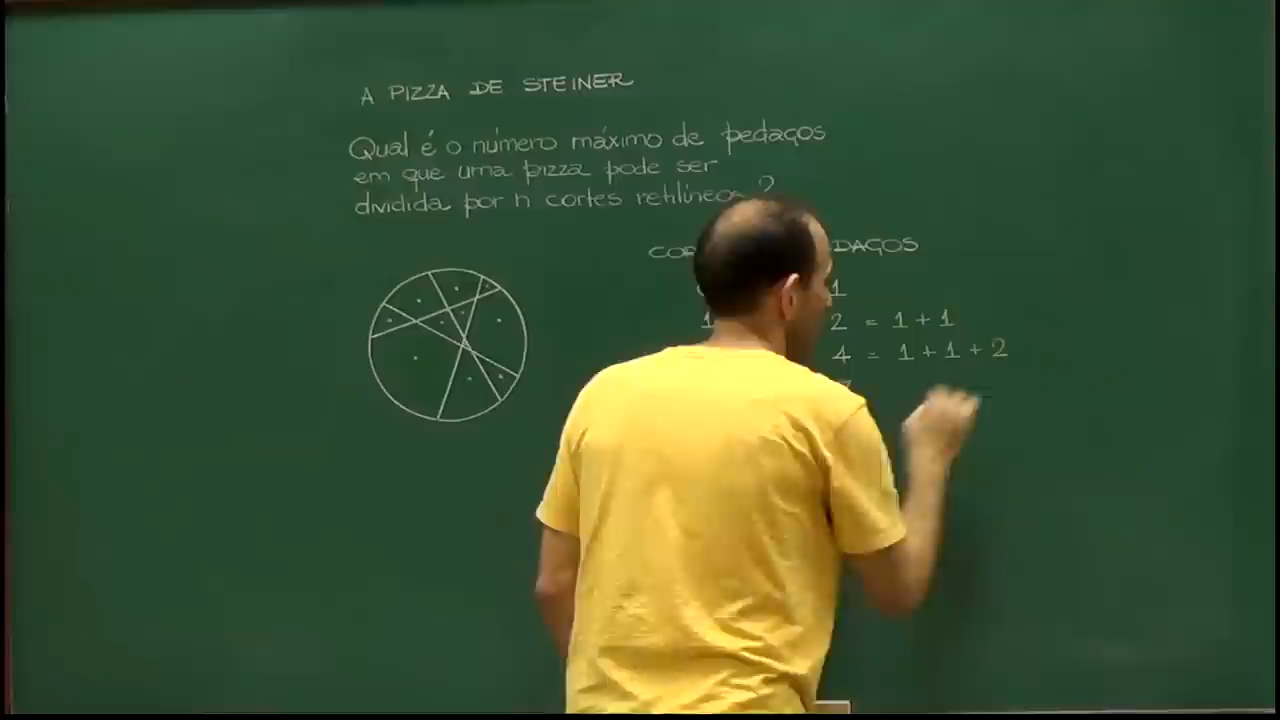 A PIZZA DE STEINER
Qual é o número máximo de pedaços
em que uma pizza pode ser
dividida por n cortes retilíneos ?
1
1 2 = 1 + 1
4 = 1 + 1 + 2